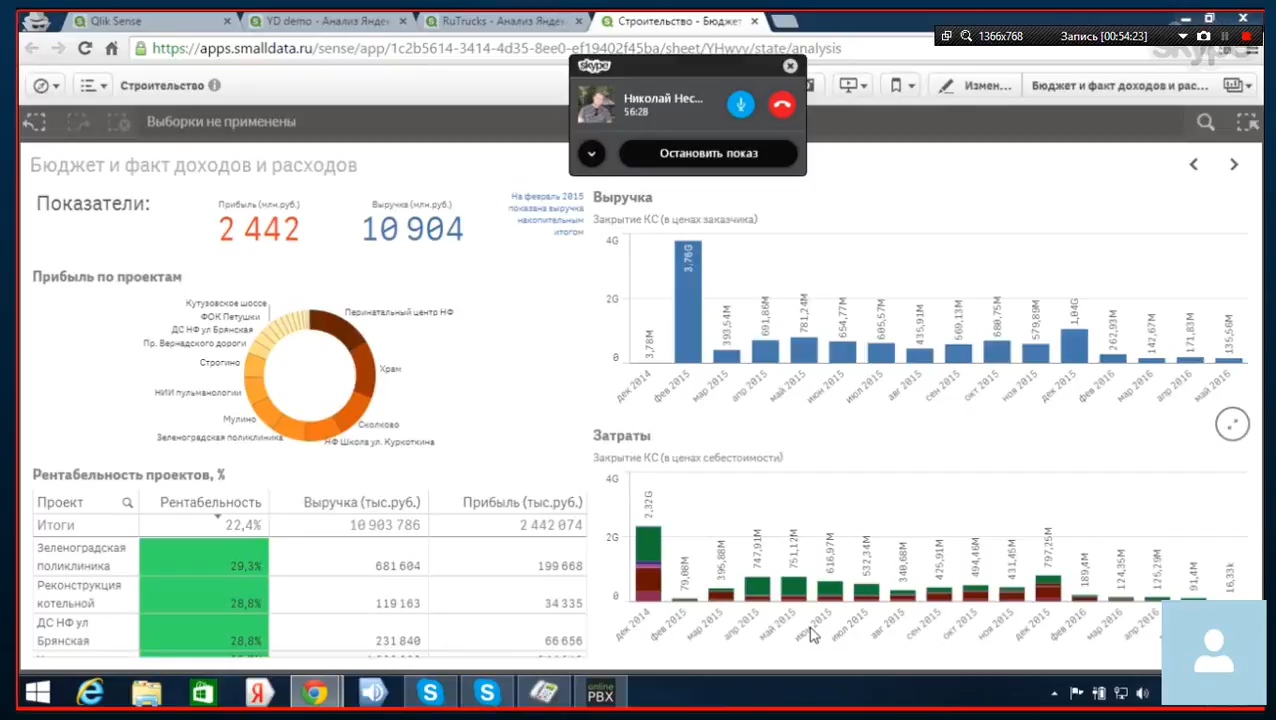 Qlik Sense
YD demo - Анализ Яндек
RuTrucks - Анализ Яндек
Строительство - Бюджет
1366x768
Запись [00:54:23]
https://apps.smalldata.ru/sense/app/1c2b5614-3414-4d35-8ee0-ef19402f45ba/sheet/YHwvy/state/analysis
skype
Николай Нес...
56:28
Остановить показ
Строительство
Измен...
Бюджет и факт доходов и рас...
Выборки не применены
Бюджет и факт доходов и расходов
Показатели:
Прибыль (млн.руб.)
2 442
Выручка (млн.руб.)
10 904
На февраль 2015
показана выручка
накопительным
итогом
Прибыль по проектам
Кутузовское шоссе
ФОК Петушки
ДС НФ ул Брянская
Пр. Вернадского дороги
Строгино
НИИ пульманологии
Мулино
Зеленоградская поликлиника
Перинатальный центр НФ
Храм
Сколково
НФ Школа ул. Куркоткина
Рентабельность проектов, %
Проект Рентабельность Выручка (тыс.руб.) Прибыль (тыс.руб.)
Итоги 22,4% 10 903 786 2 442 074
Зеленоградская
поликлиника 29,3% 681 604 199 668
Реконструкция
котельной 28,8% 119 163 34 335
ДС НФ ул
Брянская 28,8% 231 840 66 656
Выручка
Закрытие КС (в ценах заказчика)
4G
2G
0
3,78M 3,76G 393,54M 691,86M 781,24M 654,77M 605,57M 435,91M 569,13M 680,75M 579,89M 1,04G 262,93M 142,67M 171,83M 135,56M
дек 2014 фев 2015 мар 2015 апр 2015 май 2015 июн 2015 июл 2015 авг 2015 сен 2015 окт 2015 ноя 2015 дек 2015 фев 2016 мар 2016 апр 2016 май 2016
Затраты
Закрытие КС (в ценах себестоимости)
4G
2G
0
2,32G 79,68M 395,88M 747,91M 751,12M 616,97M 532,34M 340,68M 425,91M 494,46M 431,45M 797,25M 189,4M 124,35M 125,29M 91,4M 16,33k
дек 2014 фев 2015 мар 2015 апр 2015 май 2015 июн 2015 авг 2015 сен 2015 окт 2015 ноя 2015 дек 2015 фев 2016 мар 2016
online
PBX